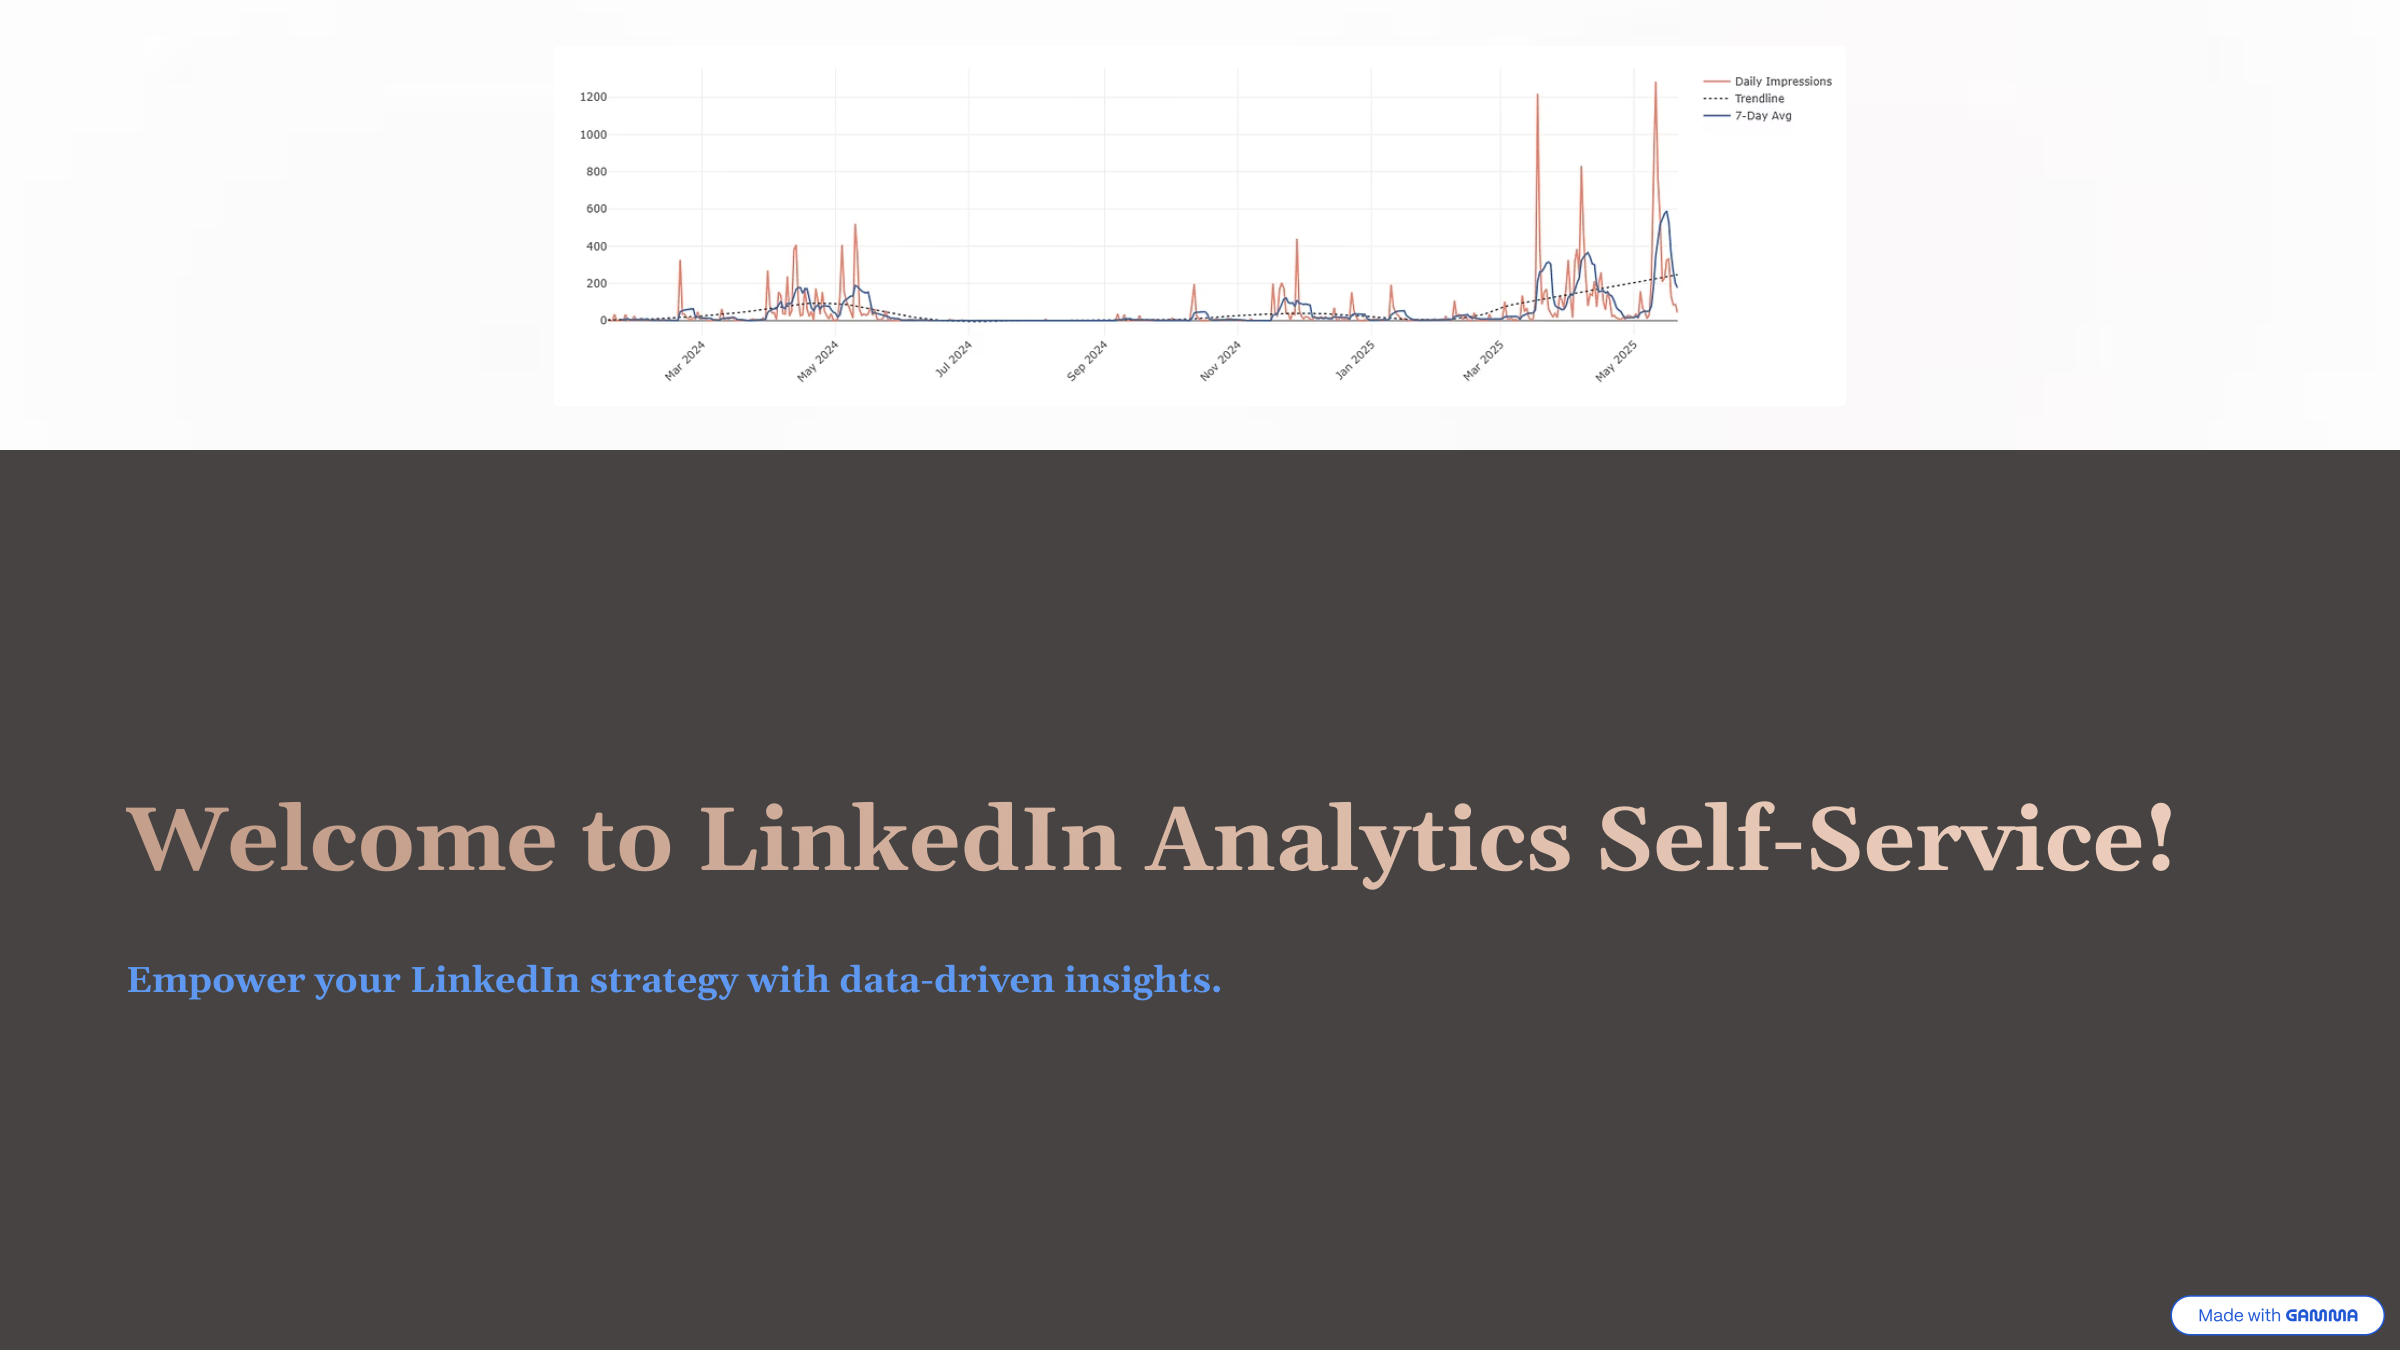 1200
1000
800
600
400
200
0
Mar 2024
May 2024
Jul 2024
Sep 2024
Nov 2024
Jan 2025
Mar 2025
May 2025
Daily Impressions
Trendline
7-Day Avg
Welcome to LinkedIn Analytics Self-Service!
Empower your LinkedIn strategy with data-driven insights.
Made with GAMMA